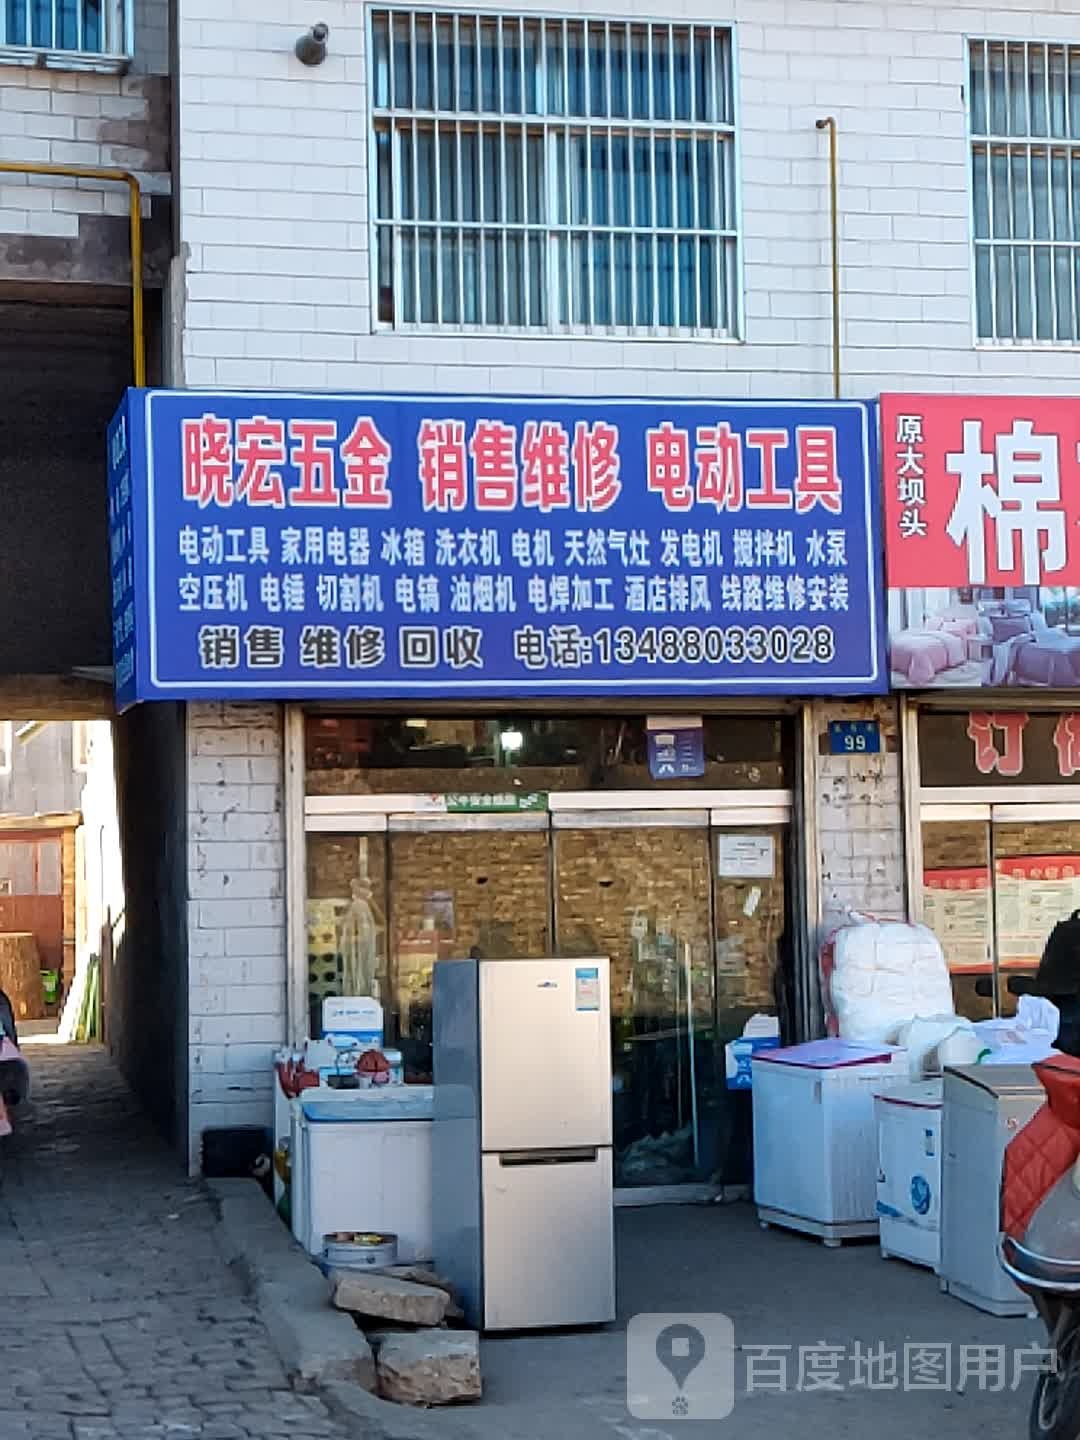 晓宏五金 销售维修 电动工具
电动工具 家用电器 冰箱 洗衣机 电机 天然气灶 发电机 搅拌机 水泵
空压机 电锤 切割机 电镐 油烟机 电焊加工 酒店排风 线路维修安装
销售 维修 回收 电话:13488033028
原大坝头
棉
99
订
百度地图用户